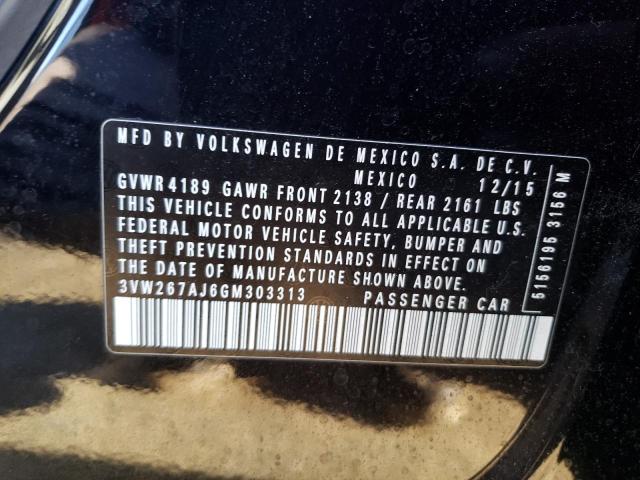 MFD BY VOLKSWAGEN DE MEXICO S.A. DE C.V.
MEXICO 12/15
GVWR 4189 GAWR FRONT 2138 / REAR 2161 LBS
THIS VEHICLE CONFORMS TO ALL APPLICABLE U.S.
FEDERAL MOTOR VEHICLE SAFETY, BUMPER AND
THEFT PREVENTION STANDARDS IN EFFECT ON
THE DATE OF MANUFACTURE SHOWN ABOVE.
3VW267AJ6GM303313 PASSENGER CAR
5156195 3156 M